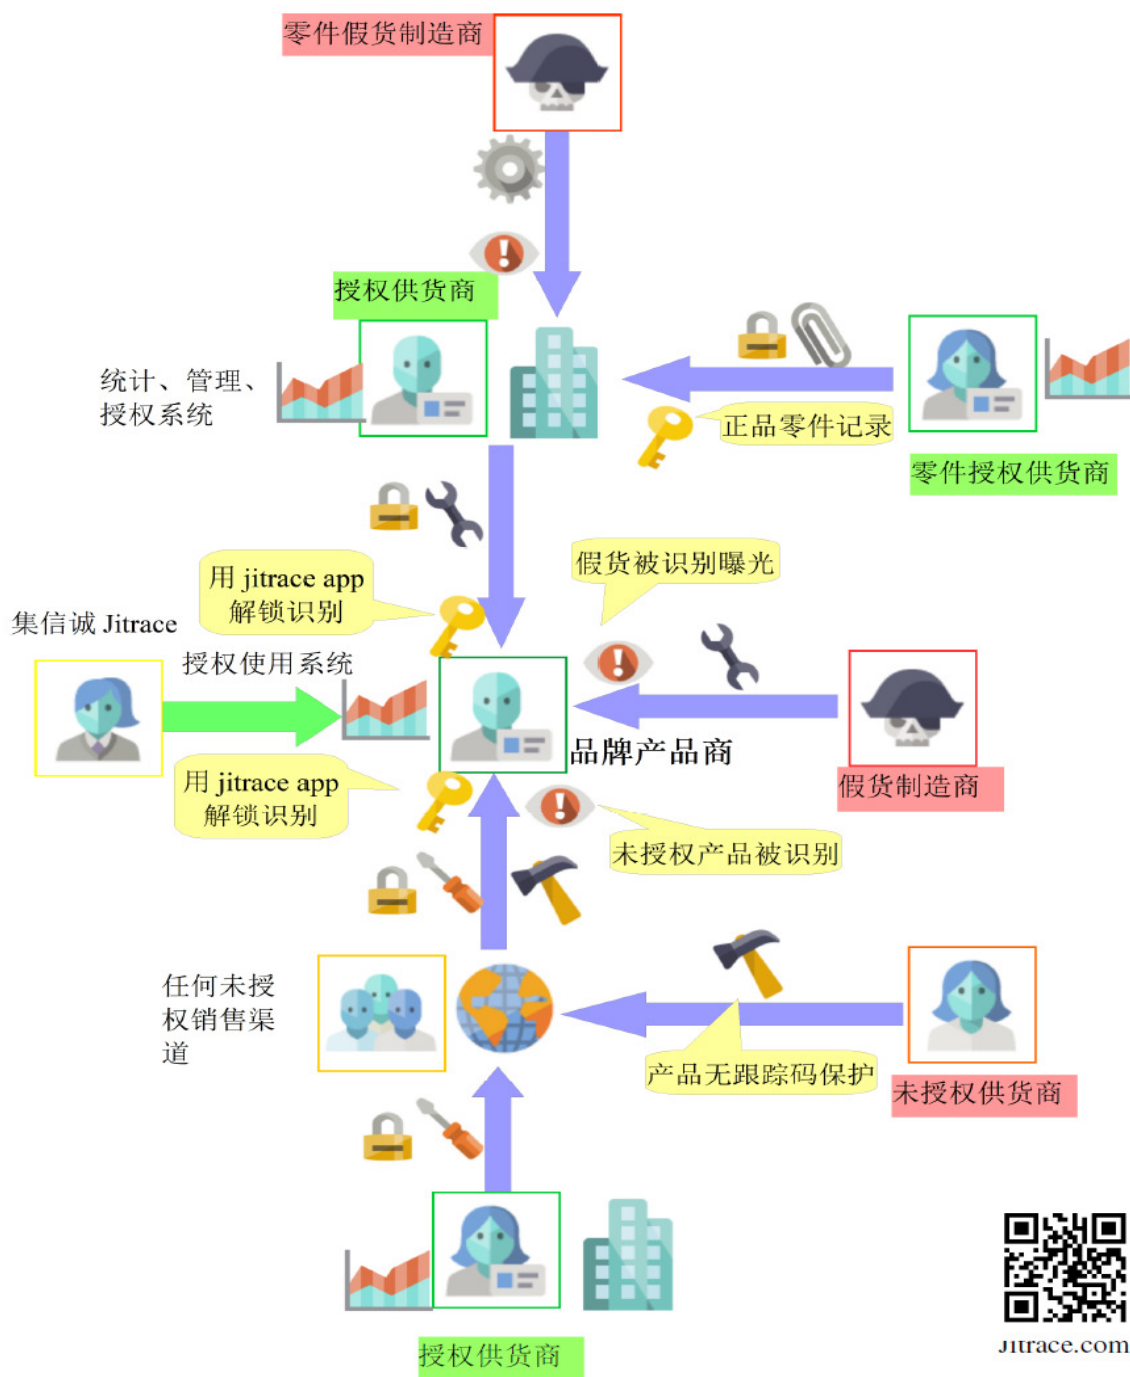 零件假货制造商
授权供货商
统计、管理、
授权系统
正品零件记录
零件授权供货商
用 jitrace app
解锁识别
假货被识别曝光
集信诚 Jitrace
授权使用系统
品牌产品商
假货制造商
用 jitrace app
解锁识别
未授权产品被识别
任何未授
权销售渠
道
产品无跟踪码保护
未授权供货商
授权供货商
jitrace.com